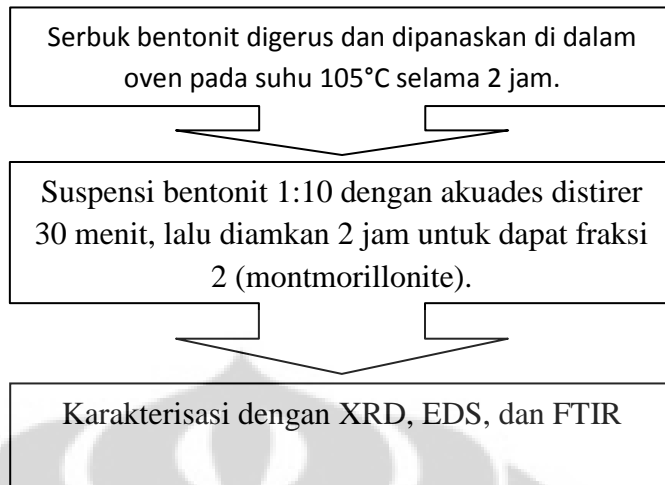 Serbuk bentonit digerus dan dipanaskan di dalam
oven pada suhu 105°C selama 2 jam.
Suspensi bentonit 1:10 dengan akuades distirer
30 menit, lalu diamkan 2 jam untuk dapat fraksi
2 (montmorillonite).
Karakterisasi dengan XRD, EDS, dan FTIR